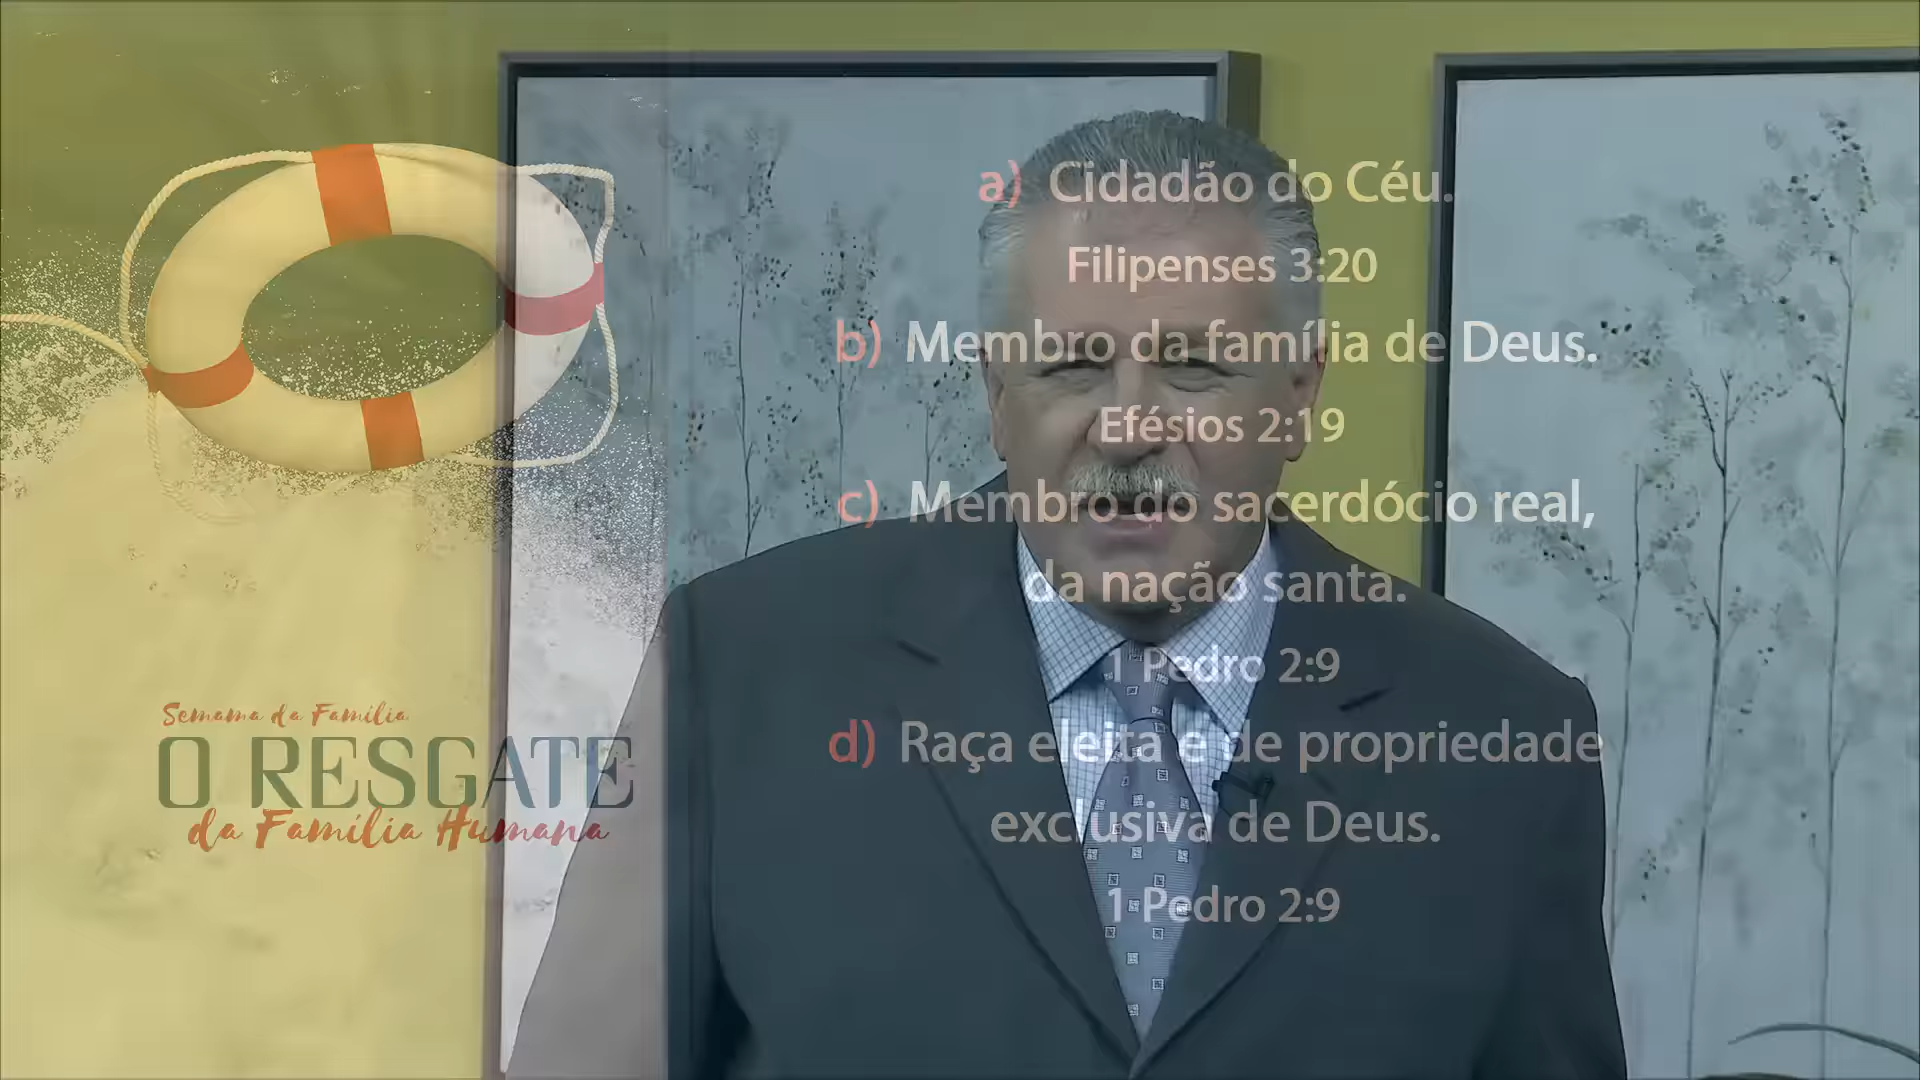 a) Cidadão do Céu.
Filipenses 3:20
b) Membro da família de Deus.
Efésios 2:19
c) Membro do sacerdócio real,
da nação santa.
1 Pedro 2:9
d) Raça eleita e de propriedade
exclusiva de Deus.
1 Pedro 2:9
Semana da Família
O RESGATE
da Família Humana